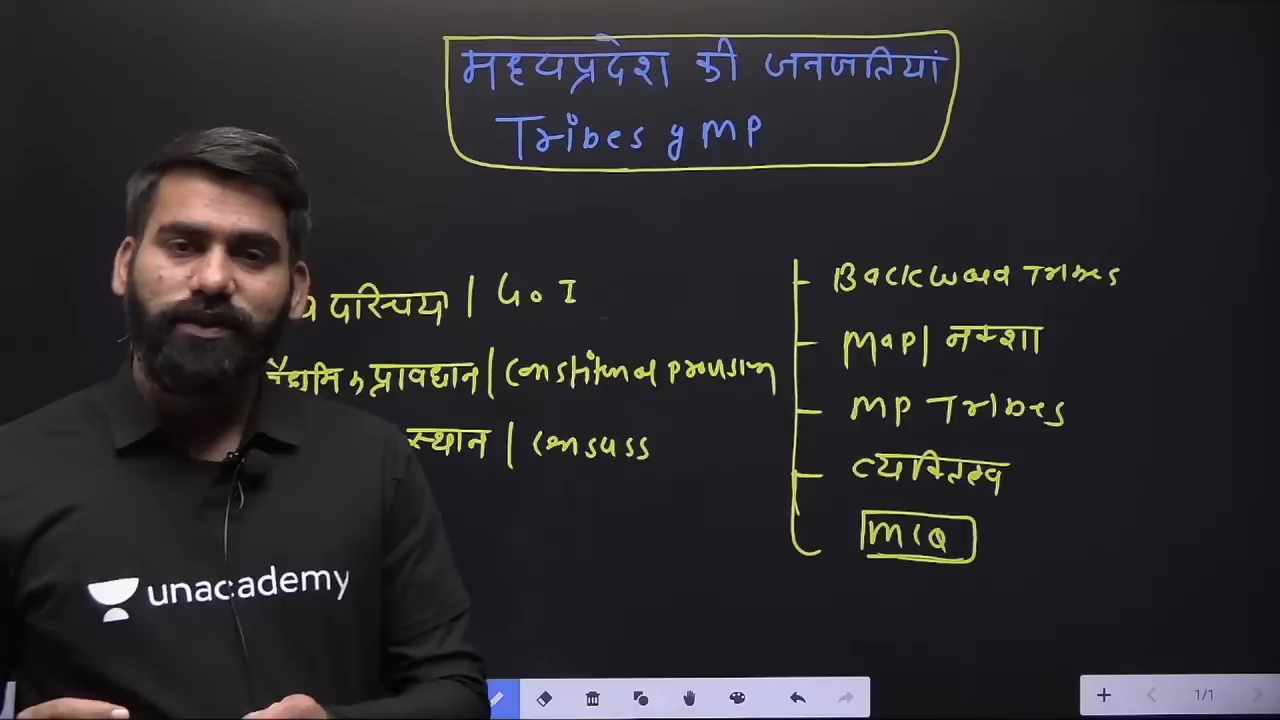 मध्यप्रदेश की जनजातियां
Tribes of MP
परिचय | GoI
प्रावधान | Constitunal provision
स्थान | Census
Backward Tribes
Map | नक्शा
MP Tribes
व्यक्तित्व
MCQ
unacademy
1/1